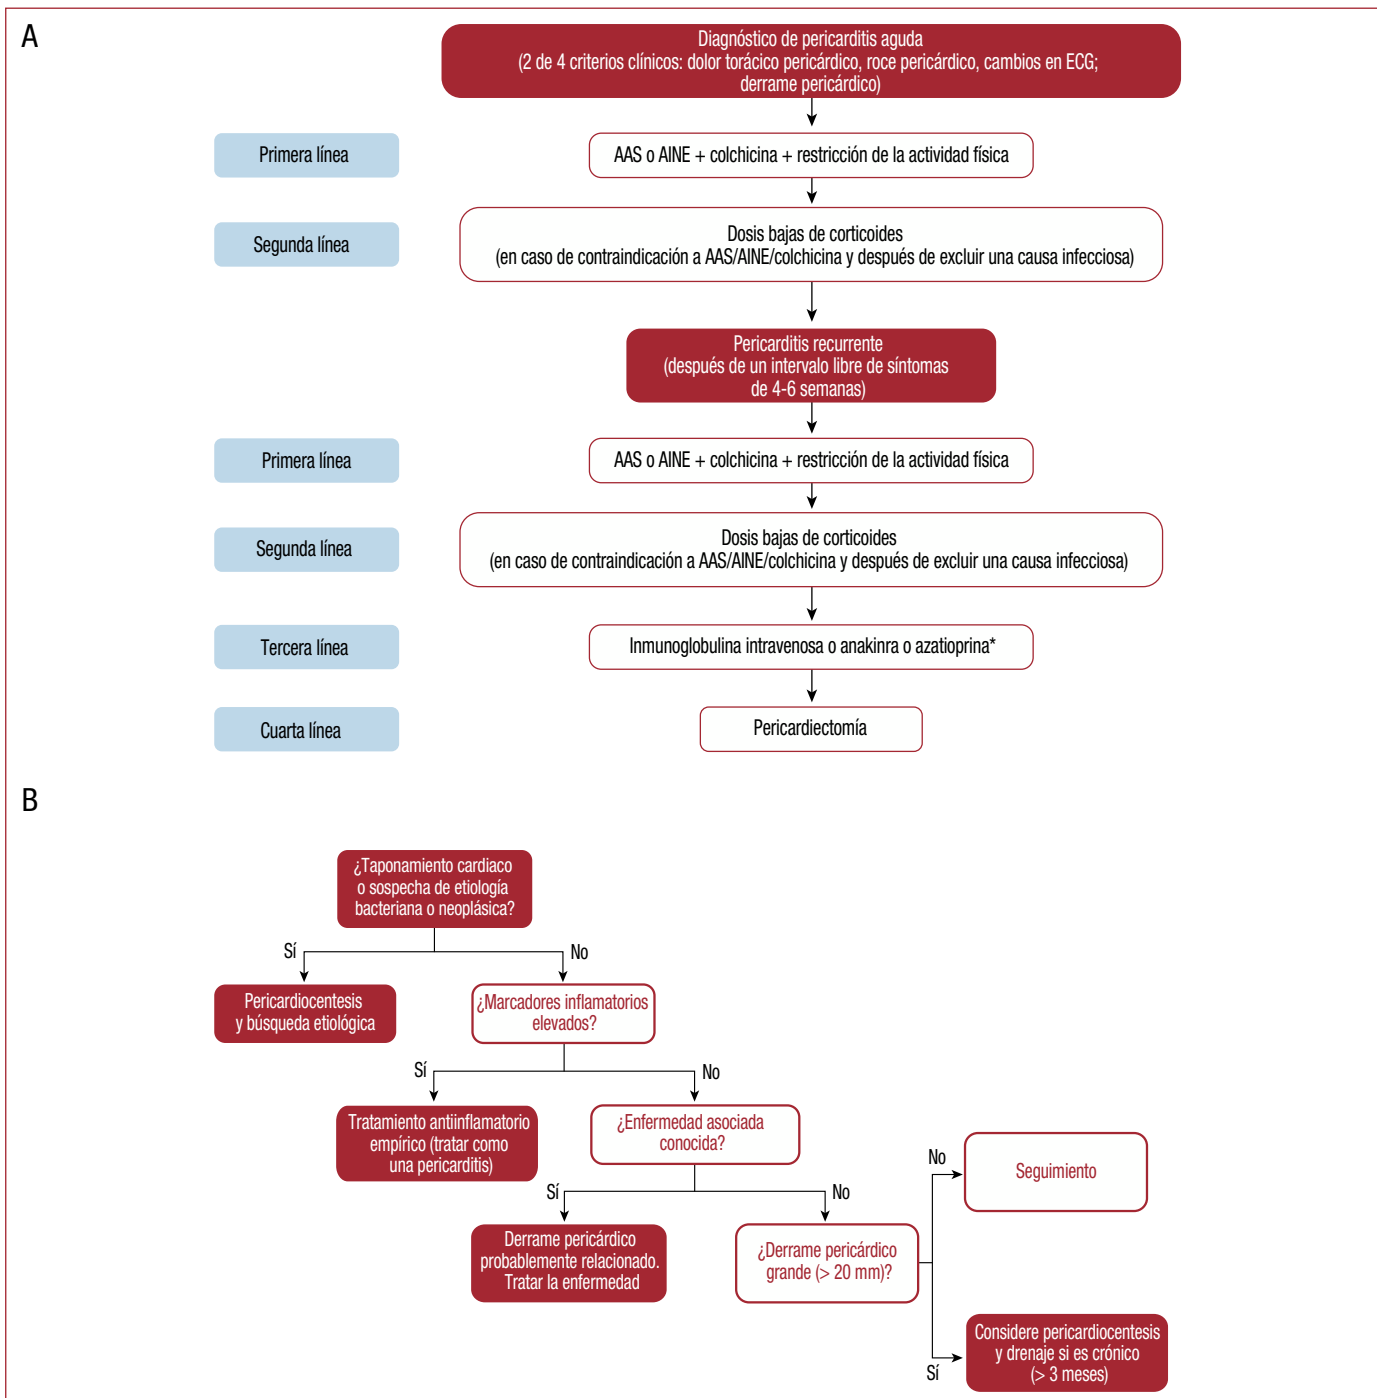 A
Diagnóstico de pericarditis aguda
(2 de 4 criterios clínicos: dolor torácico pericárdico, roce pericárdico, cambios en ECG;
derrame pericárdico)
Primera línea
AAS o AINE + colchicina + restricción de la actividad física
Segunda línea
Dosis bajas de corticoides
(en caso de contraindicación a AAS/AINE/colchicina y después de excluir una causa infecciosa)
Pericarditis recurrente
(después de un intervalo libre de síntomas
de 4-6 semanas)
Primera línea
AAS o AINE + colchicina + restricción de la actividad física
Segunda línea
Dosis bajas de corticoides
(en caso de contraindicación a AAS/AINE/colchicina y después de excluir una causa infecciosa)
Tercera línea
Inmunoglobulina intravenosa o anakinra o azatioprina*
Cuarta línea
Pericardiectomía
B
¿Taponamiento cardiaco
o sospecha de etiología
bacteriana o neoplásica?
Sí
No
Pericardiocentesis
y búsqueda etiológica
¿Marcadores inflamatorios
elevados?
Sí
No
Tratamiento antiinflamatorio
empírico (tratar como
una pericarditis)
¿Enfermedad asociada
conocida?
Sí
No
Derrame pericárdico
probablemente relacionado.
Tratar la enfermedad
¿Derrame pericárdico
grande (> 20 mm)?
No
Seguimiento
Sí
Considere pericardiocentesis
y drenaje si es crónico
(> 3 meses)